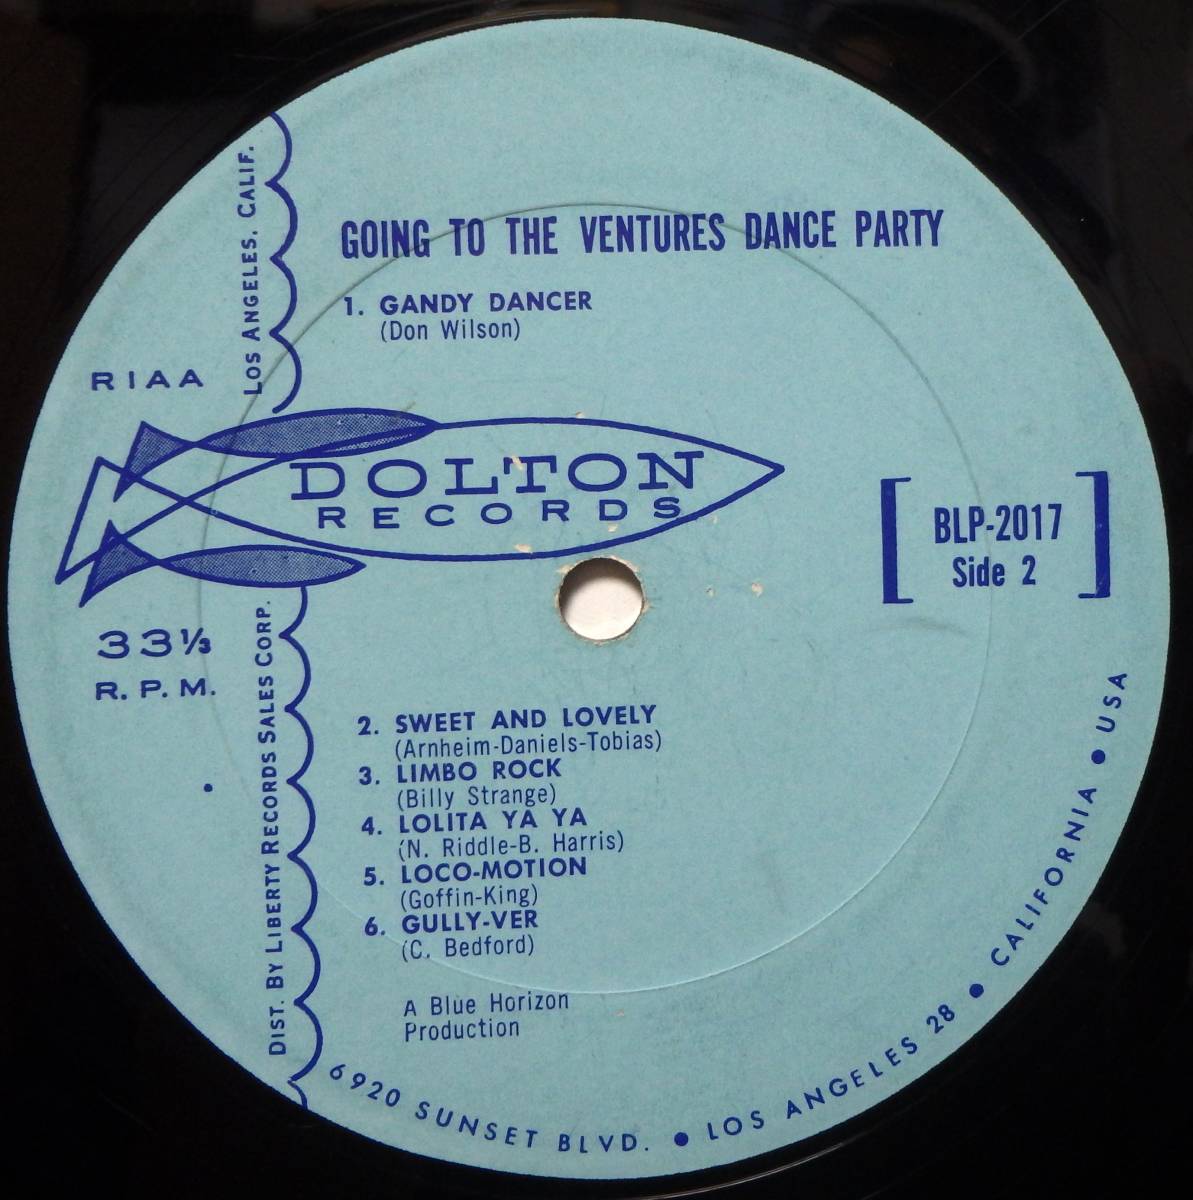 GOING TO THE VENTURES DANCE PARTY
1. GANDY DANCER
(Don Wilson)
LOS ANGELES, CALIF.
RIAA
DOLTON
RECORDS
BLP-2017
Side 2
33⅓
R. P. M.
DIST. BY LIBERTY RECORDS SALES CORP.
2. SWEET AND LOVELY
(Arnheim-Daniels-Tobias)
3. LIMBO ROCK
(Billy Strange)
4. LOLITA YA YA
(N. Riddle-B. Harris)
5. LOCO-MOTION
(Goffin-King)
6. GULLY-VER
(C. Bedford)
A Blue Horizon
Production
6920 SUNSET BLVD. ● LOS ANGELES 28 ● CALIFORNIA ● USA